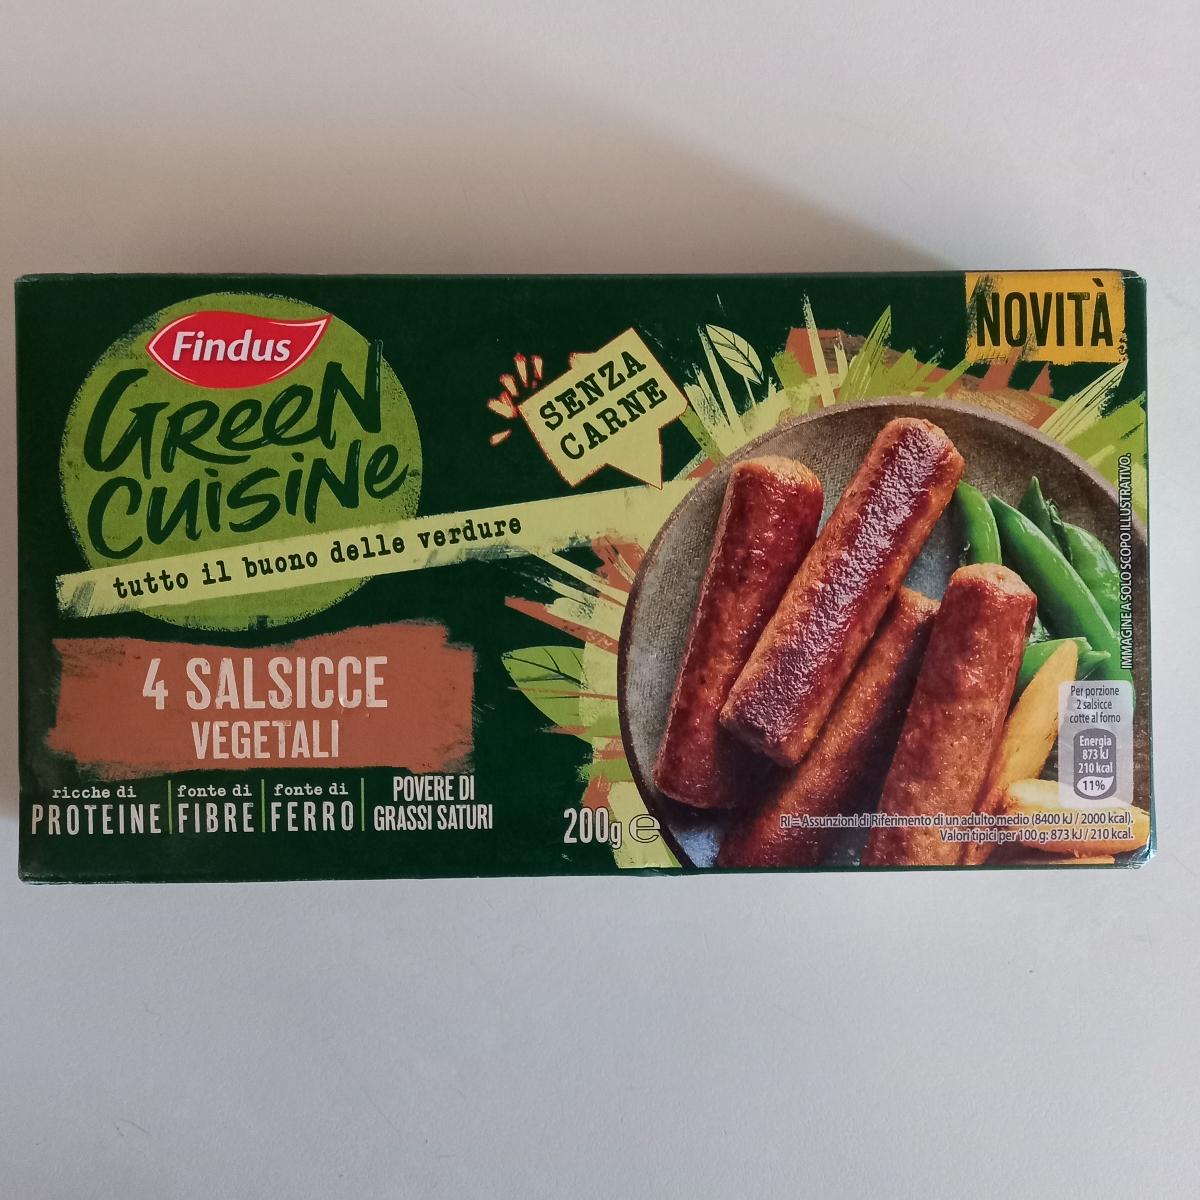 NOVITÀ
Findus
GREEN
CUISINE
tutto il buono delle verdure
SENZA
CARNE
4 SALSICCE
VEGETALI
ricche di
PROTEINE
fonte di
FIBRE
fonte di
FERRO
POVERE DI
GRASSI SATURI
200g e
IMMAGINE A SOLO SCOPO ILLUSTRATIVO.
Per porzione
2 salsicce
cotte al forno
Energia
873 kJ
210 kcal
11%
RI=Assunzioni di Riferimento di un adulto medio (8400 kJ / 2000 kcal).
Valori tipici per 100 g: 873 kJ / 210 kcal.